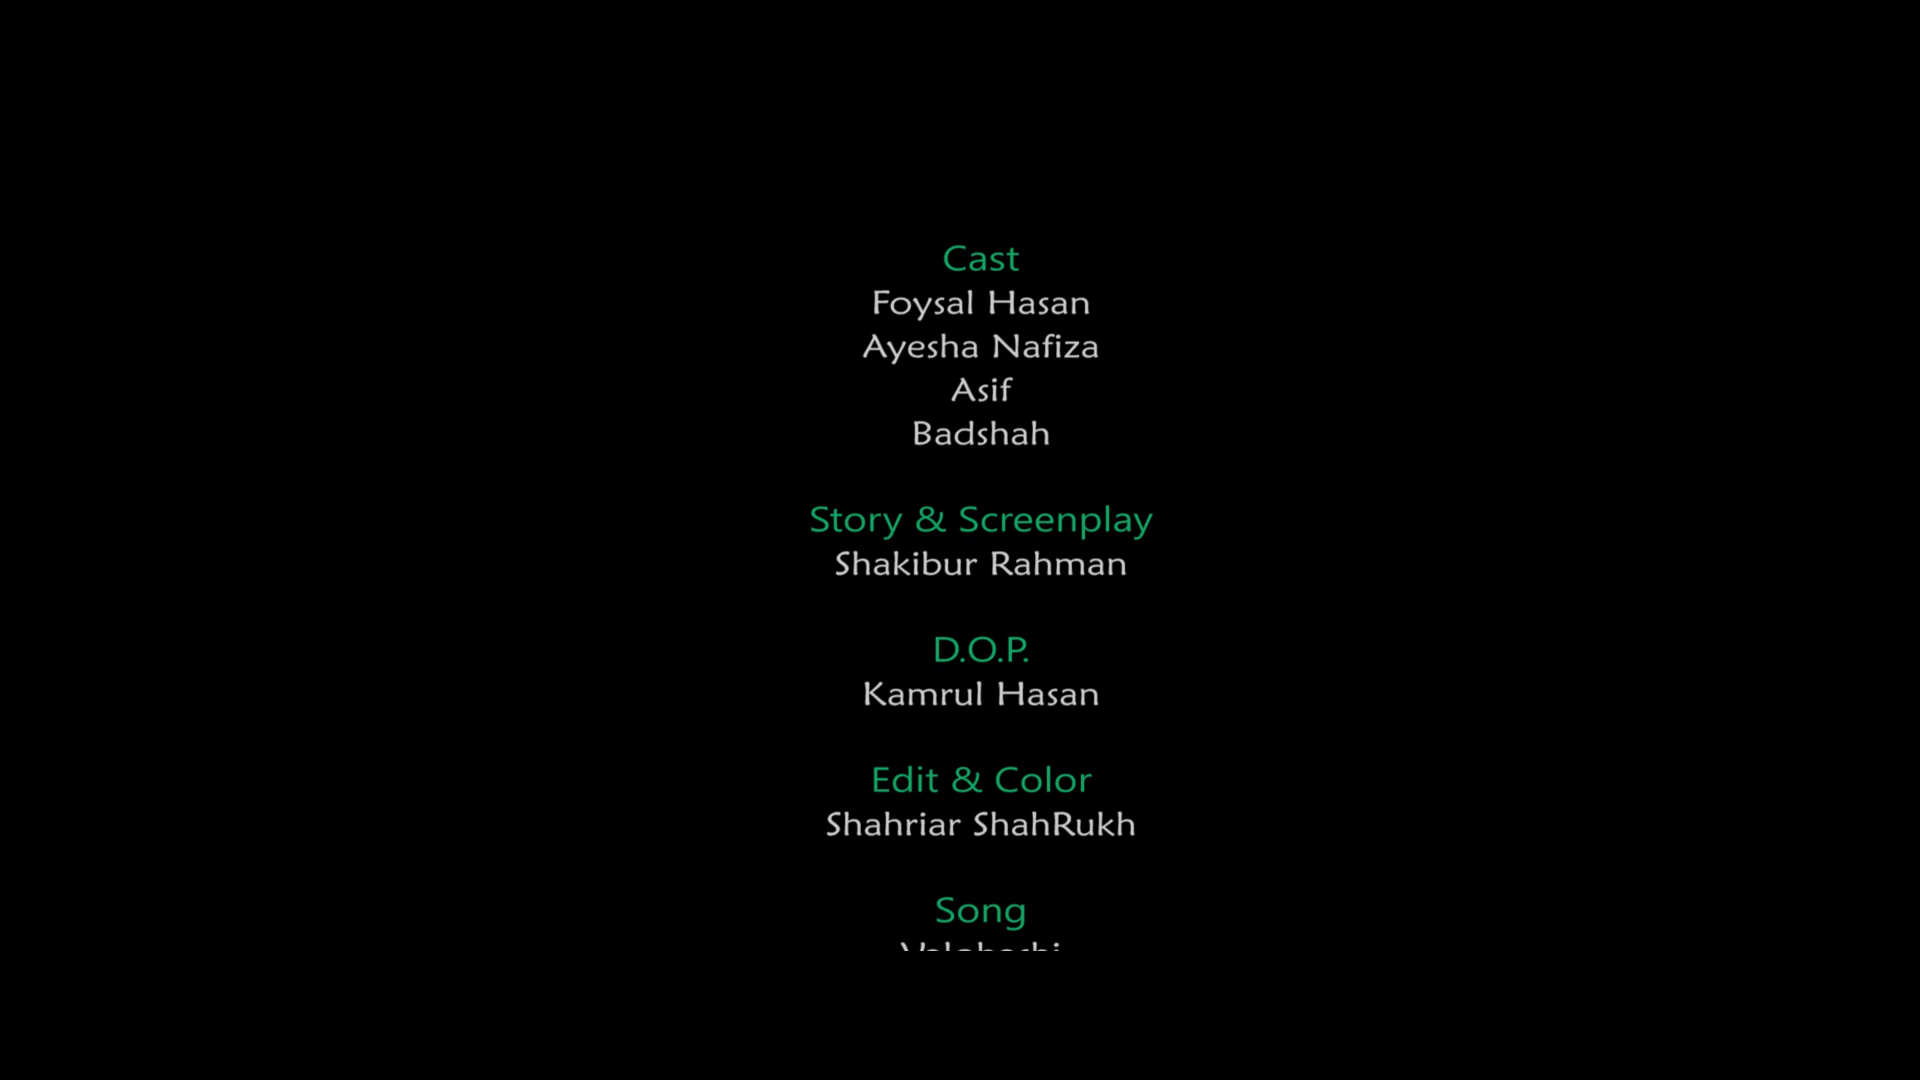 Cast
Foysal Hasan
Ayesha Nafiza
Asif
Badshah
Story & Screenplay
Shakibur Rahman
D.O.P.
Kamrul Hasan
Edit & Color
Shahriar ShahRukh
Song